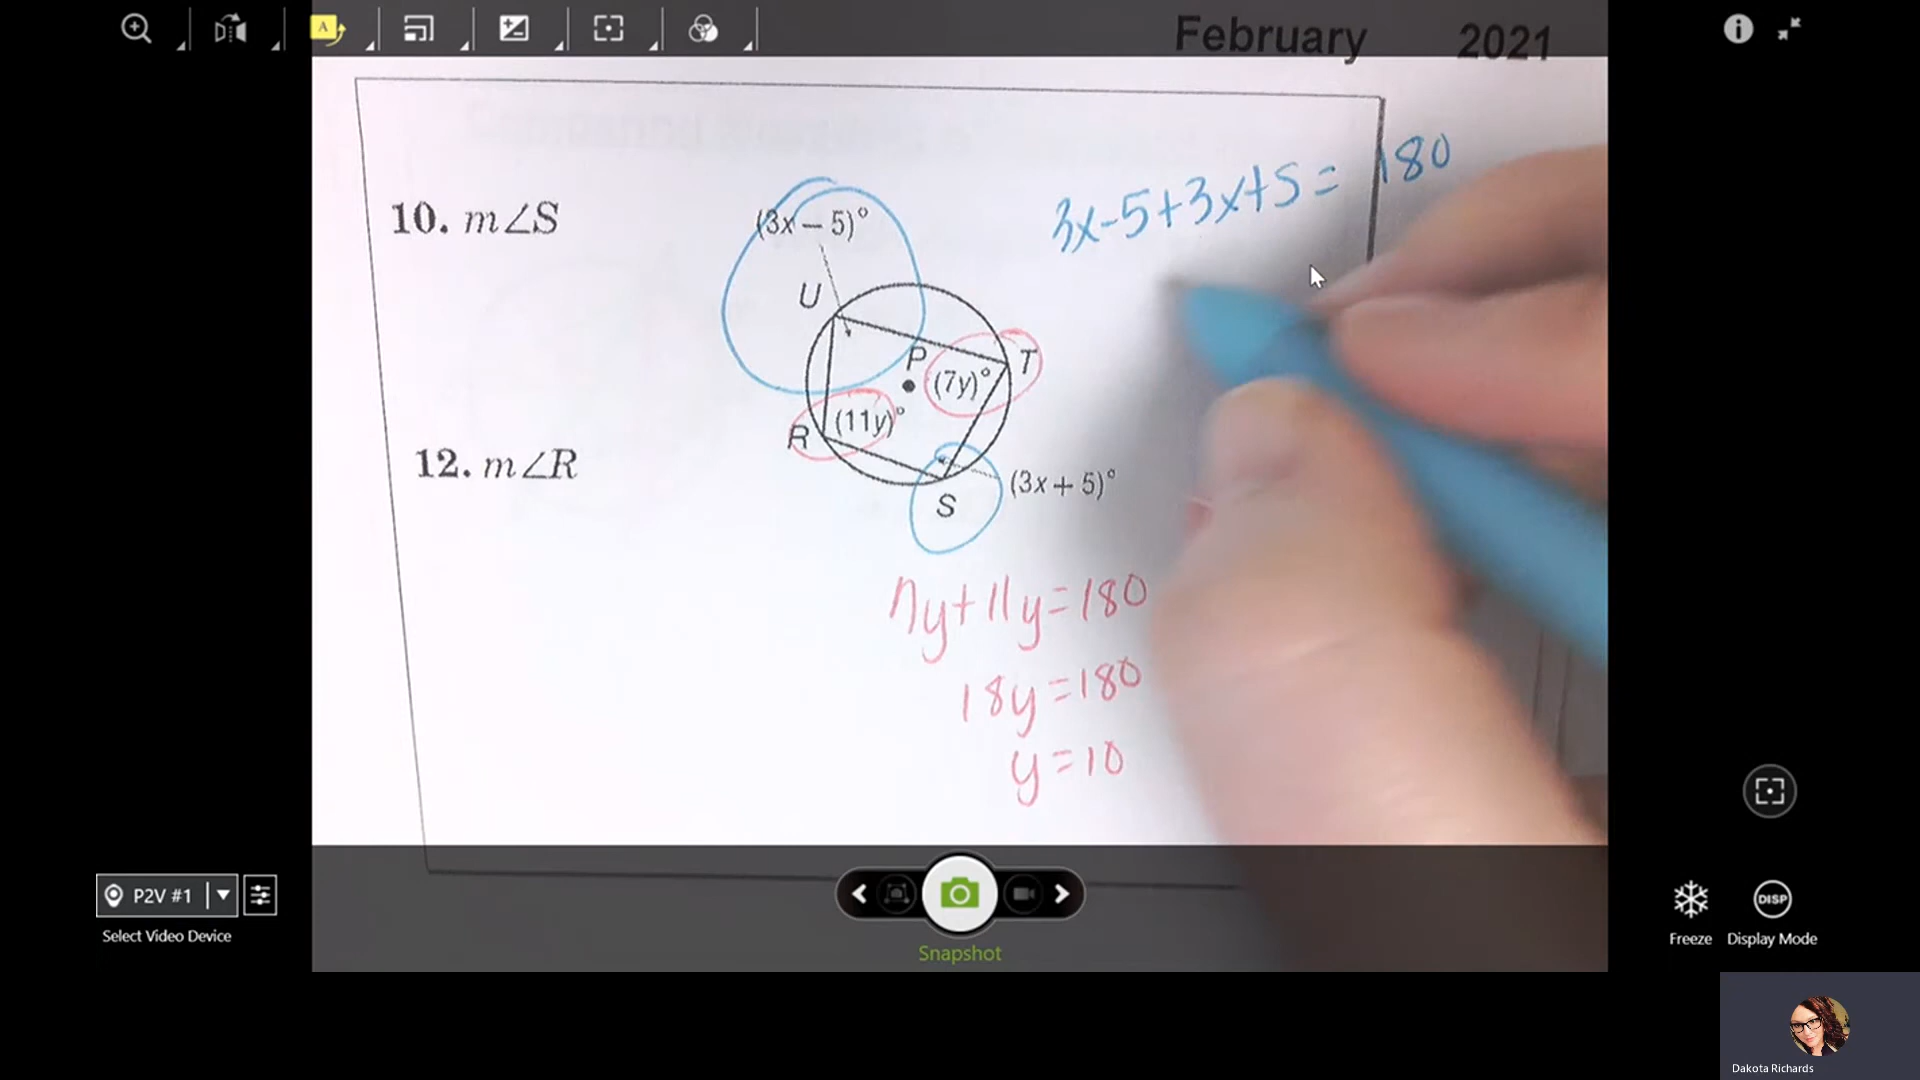 February 2021
10. m∠S
(3x − 5)°
3x-5+3x+5= 180
U
P
T
(7y)°
(11y)°
R
12. m∠R
(3x + 5)°
S
7y+11y=180
18y=180
y=10
P2V #1
Select Video Device
Snapshot
DISP
Freeze
Display Mode
Dakota Richards
A